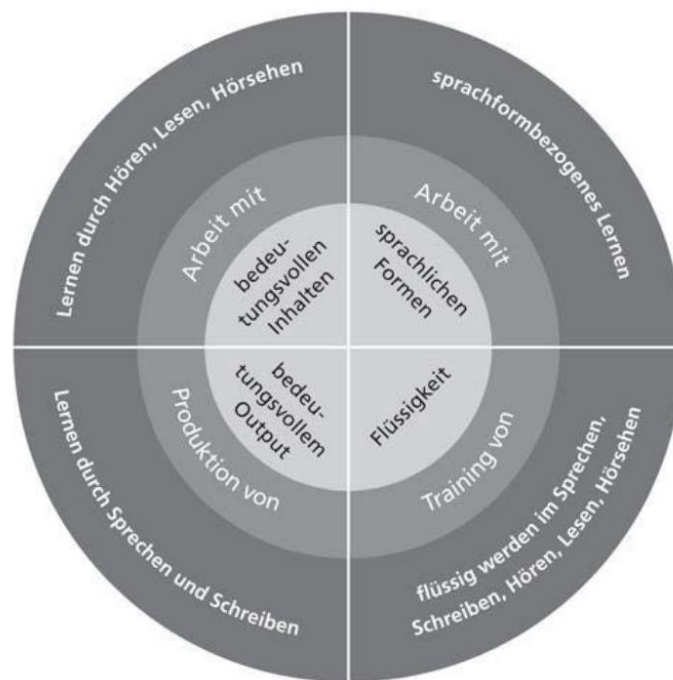 Lernen durch Hören, Lesen, Hörsehen
Arbeit mit
bedeu-
tungsvollen
Inhalten
sprachformbezogenes Lernen
Arbeit mit
sprachlichen
Formen
Lernen durch Sprechen und Schreiben
Produktion von
bedeu-
tungsvollem
Output
flüssig werden im Sprechen,
Schreiben, Hören, Lesen, Hörsehen
Training von
Flüssigkeit